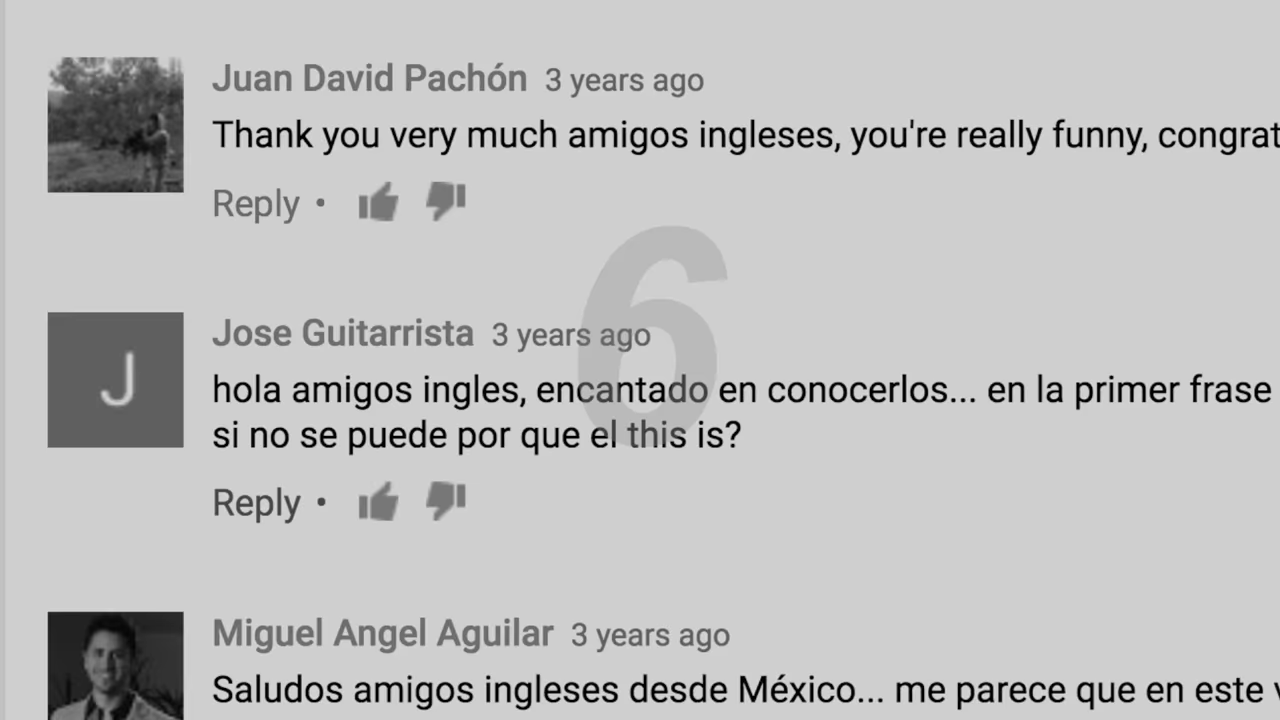 Juan David Pachón 3 years ago
Thank you very much amigos ingleses, you're really funny, congrat
Reply •
6
J
Jose Guitarrista 3 years ago
hola amigos ingles, encantado en conocerlos... en la primer frase
si no se puede por que el this is?
Reply •
Miguel Angel Aguilar 3 years ago
Saludos amigos ingleses desde México... me parece que en este